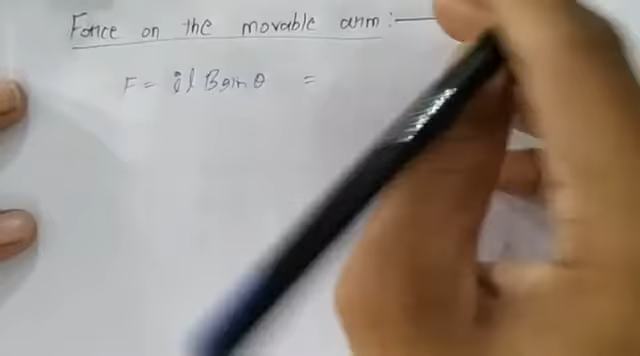 Force on the movable arm :—
F = il B sin θ =